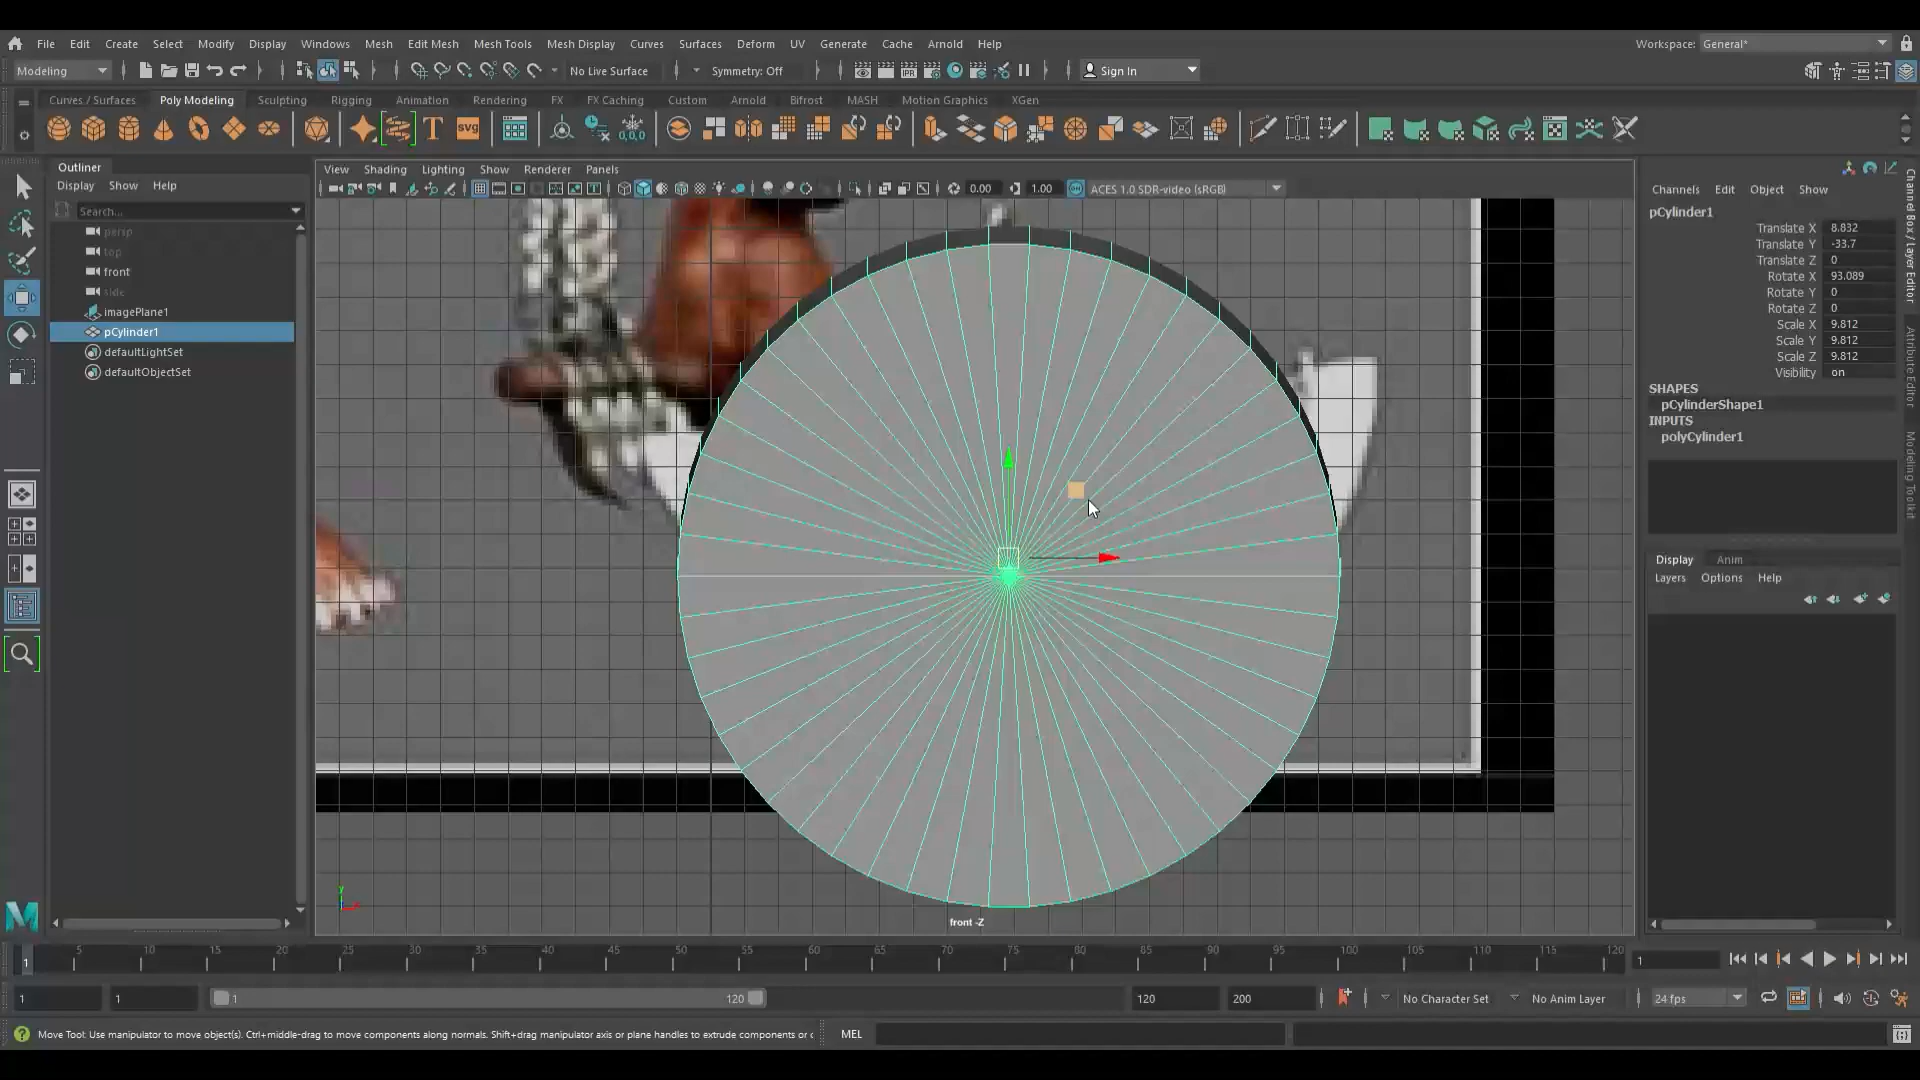 File Edit Create Select Modify Display Windows Mesh Edit Mesh Mesh Tools Mesh Display Curves Surfaces Deform UV Generate Cache Arnold Help Workspace: General*
Modeling No Live Surface Symmetry: Off Sign In
Curves / Surfaces Poly Modeling Sculpting Rigging Animation Rendering FX FX Caching Custom Arnold Bifrost MASH Motion Graphics XGen
Outliner
Display Show Help
Search...
persp
top
front
side
imagePlane1
pCylinder1
defaultLightSet
defaultObjectSet
View Shading Lighting Show Renderer Panels
0.00 1.00 ACES 1.0 SDR-video (sRGB)
front -Z
Channels Edit Object Show
pCylinder1
Translate X 8.832
Translate Y -33.7
Translate Z 0
Rotate X 93.089
Rotate Y 0
Rotate Z 0
Scale X 9.812
Scale Y 9.812
Scale Z 9.812
Visibility on
SHAPES
pCylinderShape1
INPUTS
polyCylinder1
Display Anim
Layers Options Help
Channel Box / Layer Editor
Attribute Editor
Modeling Toolkit
1 5 10 15 20 25 30 35 40 45 50 55 60 65 70 75 80 85 90 95 100 105 110 115 120 1
1 1 1 120 120 200 No Character Set No Anim Layer 24 fps
Move Tool: Use manipulator to move object(s). Ctrl+middle-drag to move components along normals. Shift+drag manipulator axis or plane handles to extrude components or c
MEL